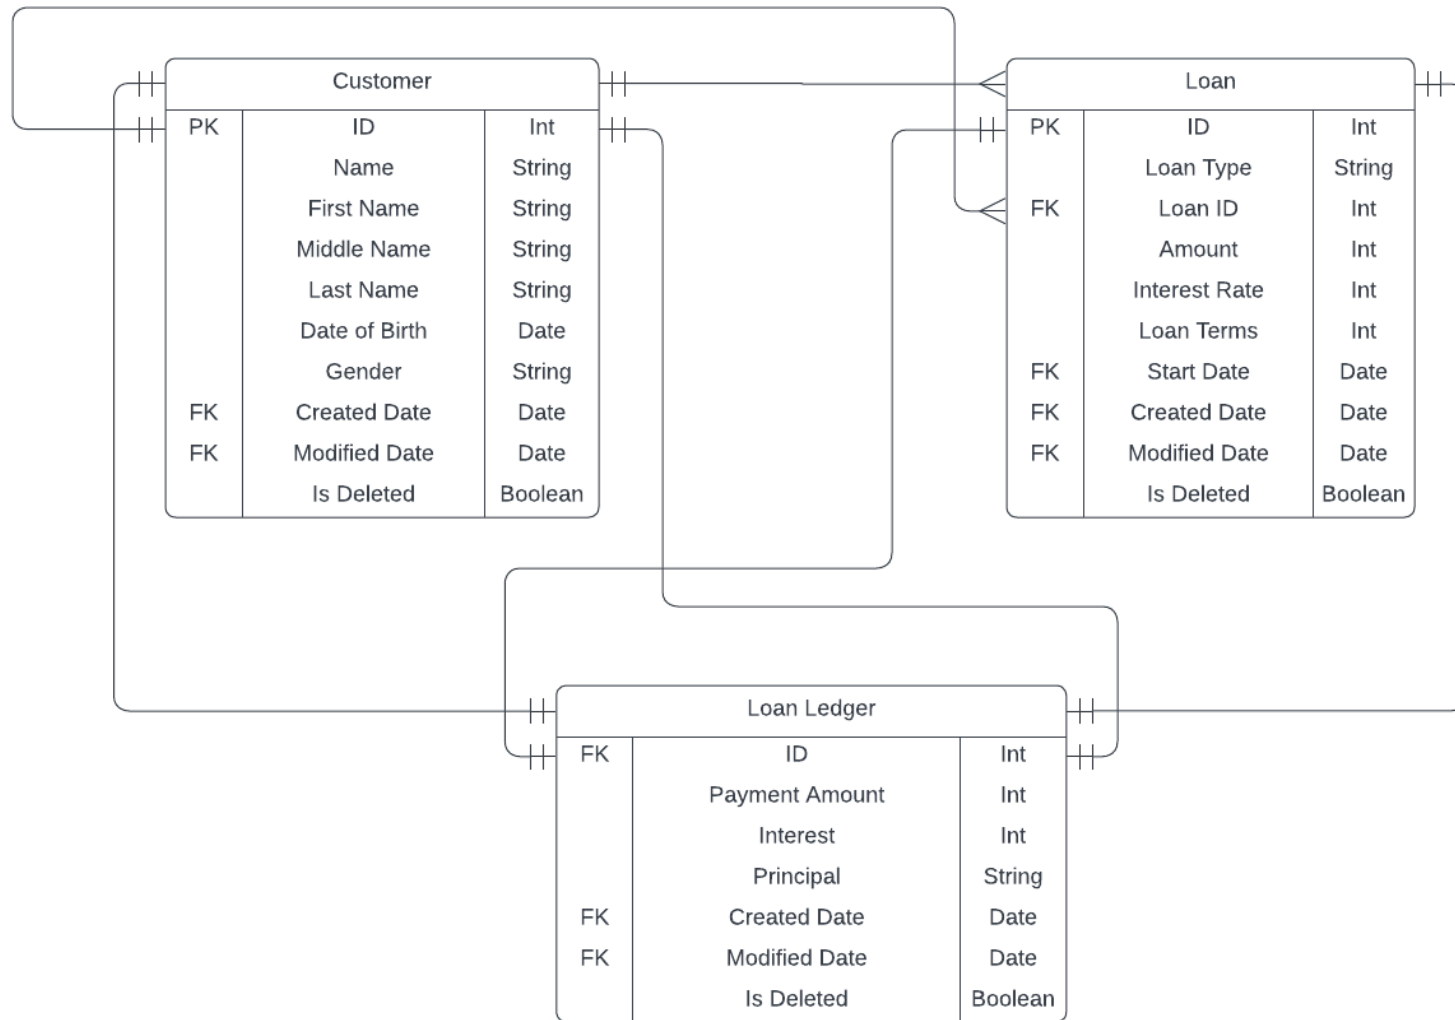 Customer
PK ID Int
Name String
First Name String
Middle Name String
Last Name String
Date of Birth Date
Gender String
FK Created Date Date
FK Modified Date Date
Is Deleted Boolean
Loan
PK ID Int
Loan Type String
FK Loan ID Int
Amount Int
Interest Rate Int
Loan Terms Int
FK Start Date Date
FK Created Date Date
FK Modified Date Date
Is Deleted Boolean
Loan Ledger
FK ID Int
Payment Amount Int
Interest Int
Principal String
FK Created Date Date
FK Modified Date Date
Is Deleted Boolean